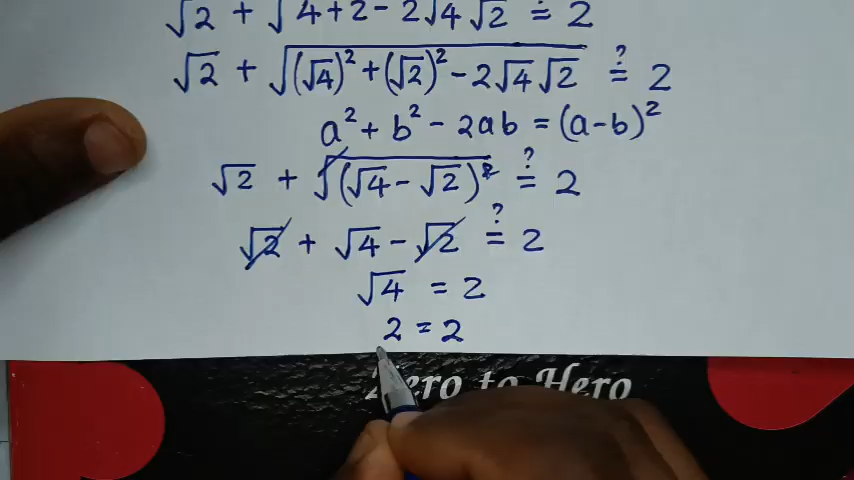 √2 + √(4+2-2√4√2) ≟ 2
√2 + √((√4)² + (√2)² - 2√4√2) ≟ 2
a² + b² - 2ab = (a-b)²
√2 + √(√4 - √2)² ≟ 2
√2 + √4 - √2 ≟ 2
√4 = 2
2 = 2
Zero to Hero